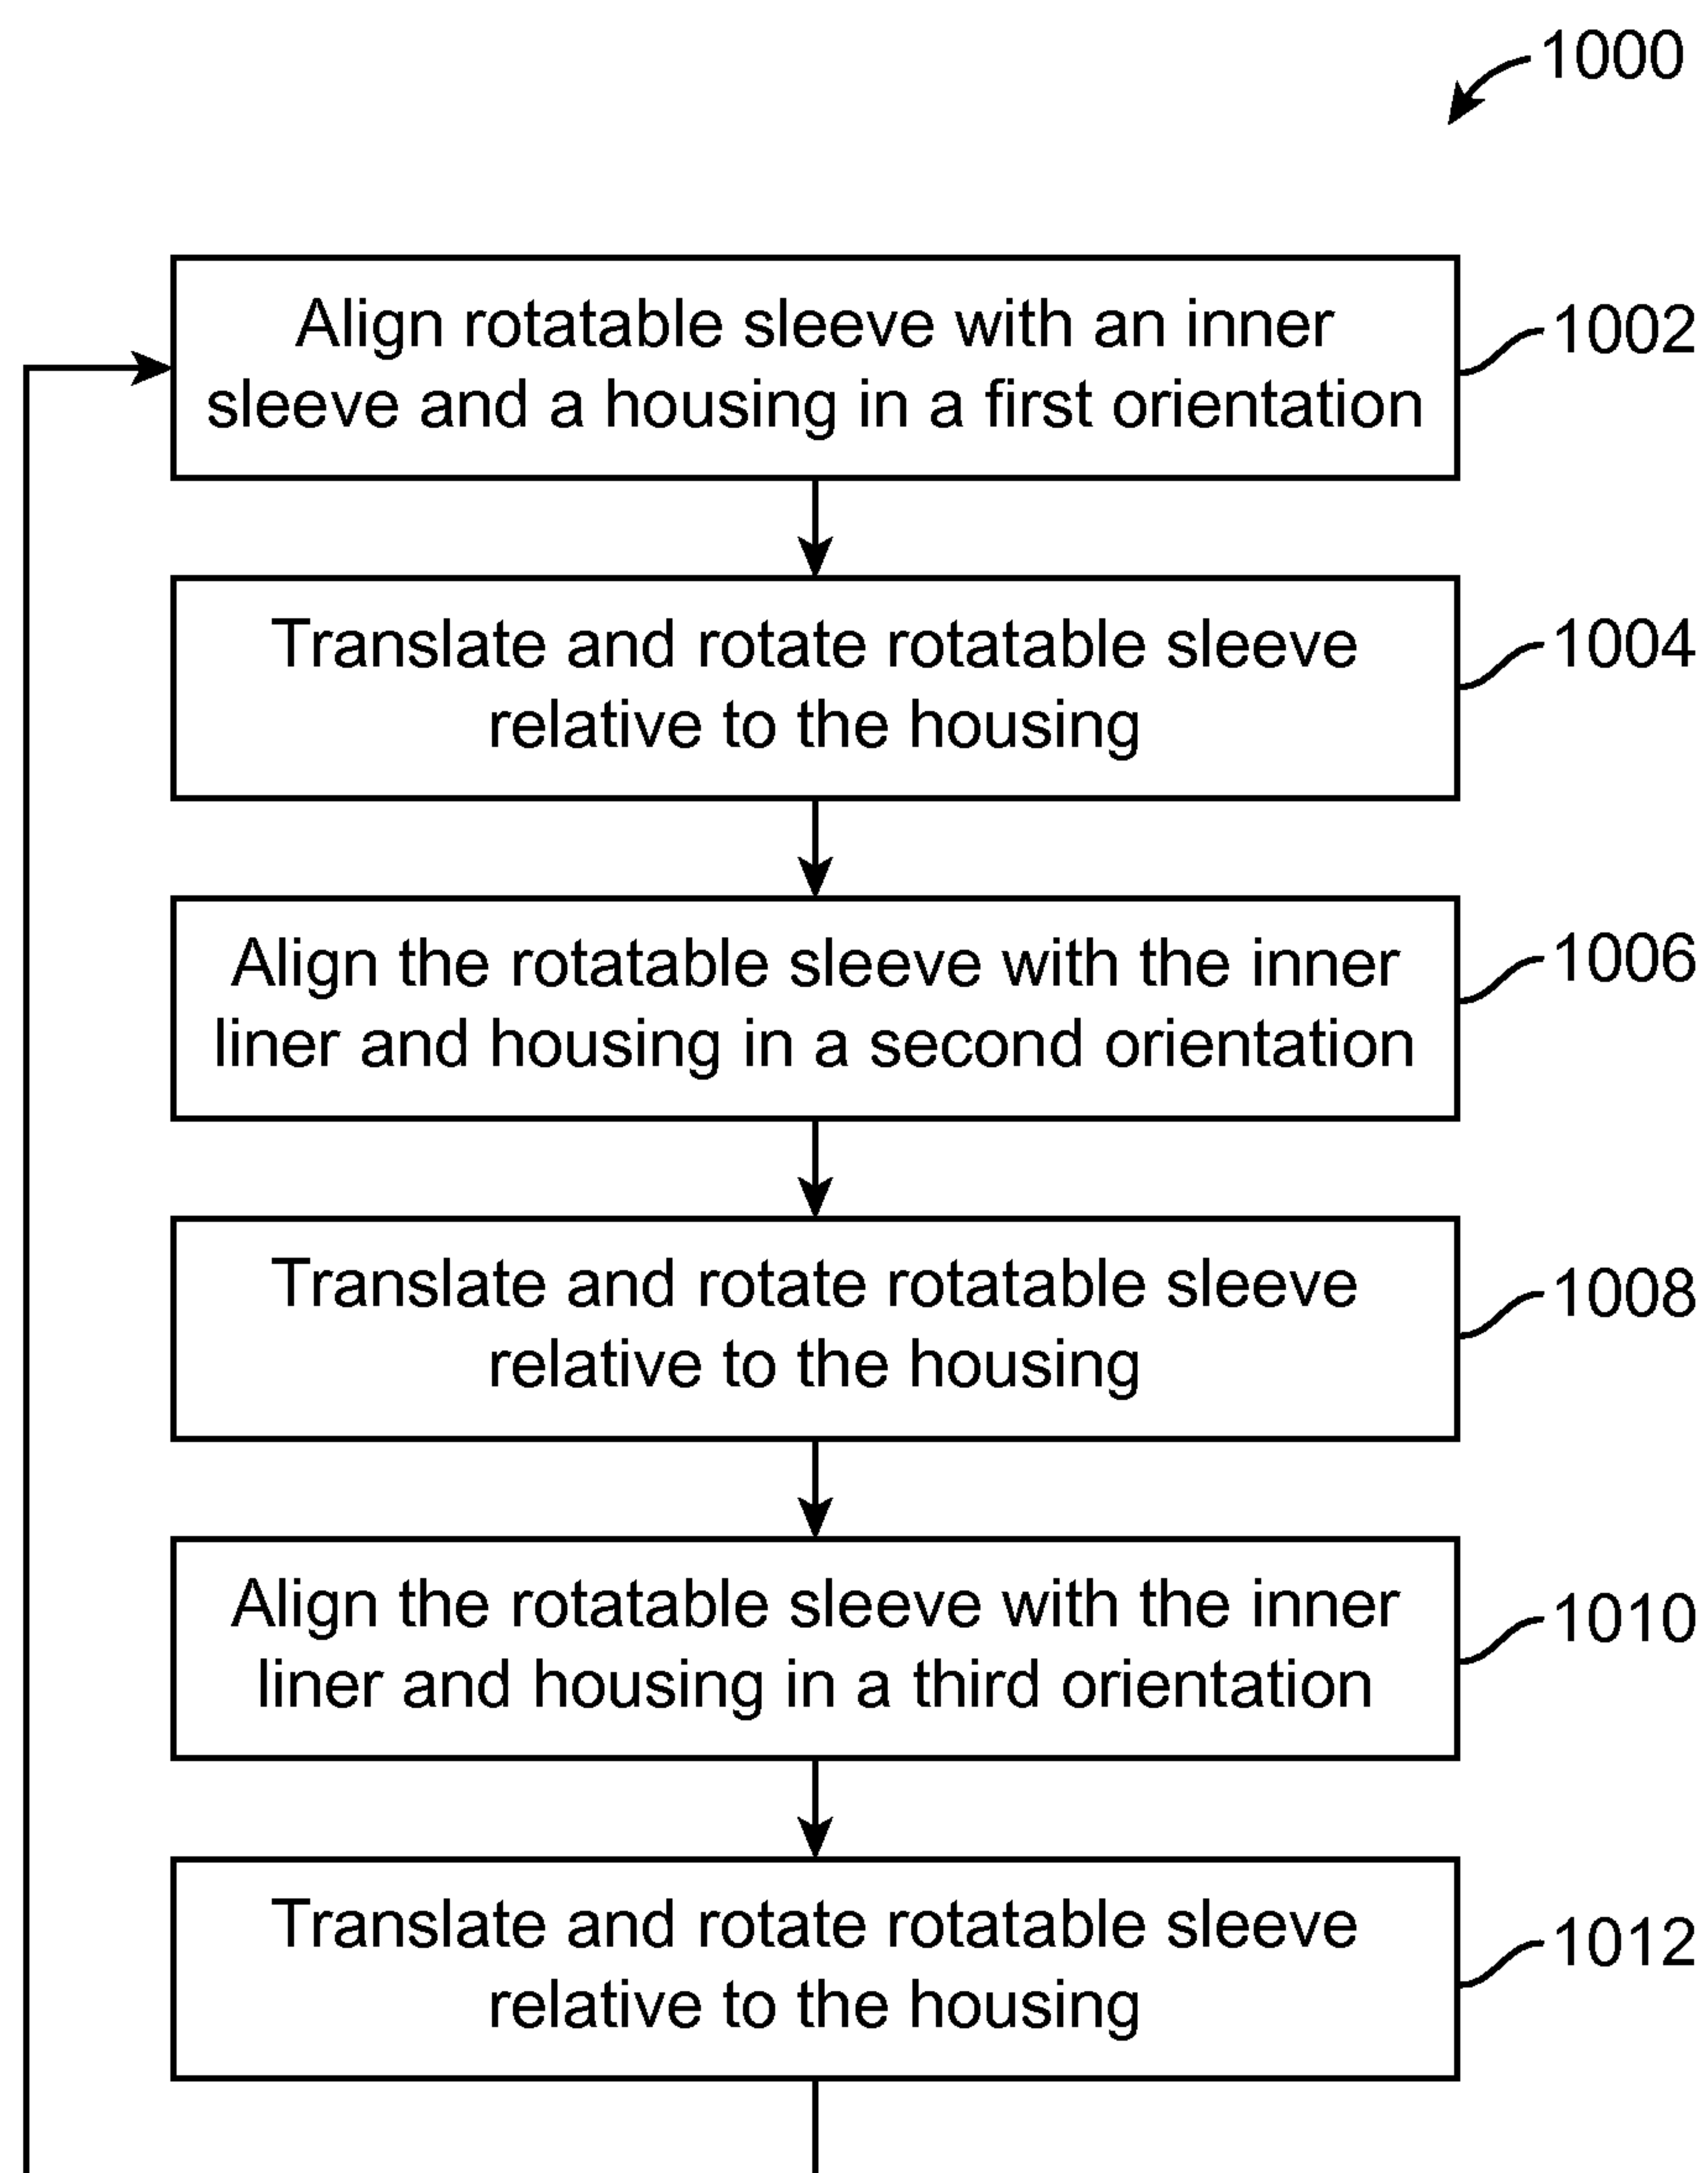 1000
Align rotatable sleeve with an inner
sleeve and a housing in a first orientation
1002
Translate and rotate rotatable sleeve
relative to the housing
1004
Align the rotatable sleeve with the inner
liner and housing in a second orientation
1006
Translate and rotate rotatable sleeve
relative to the housing
1008
Align the rotatable sleeve with the inner
liner and housing in a third orientation
1010
Translate and rotate rotatable sleeve
relative to the housing
1012